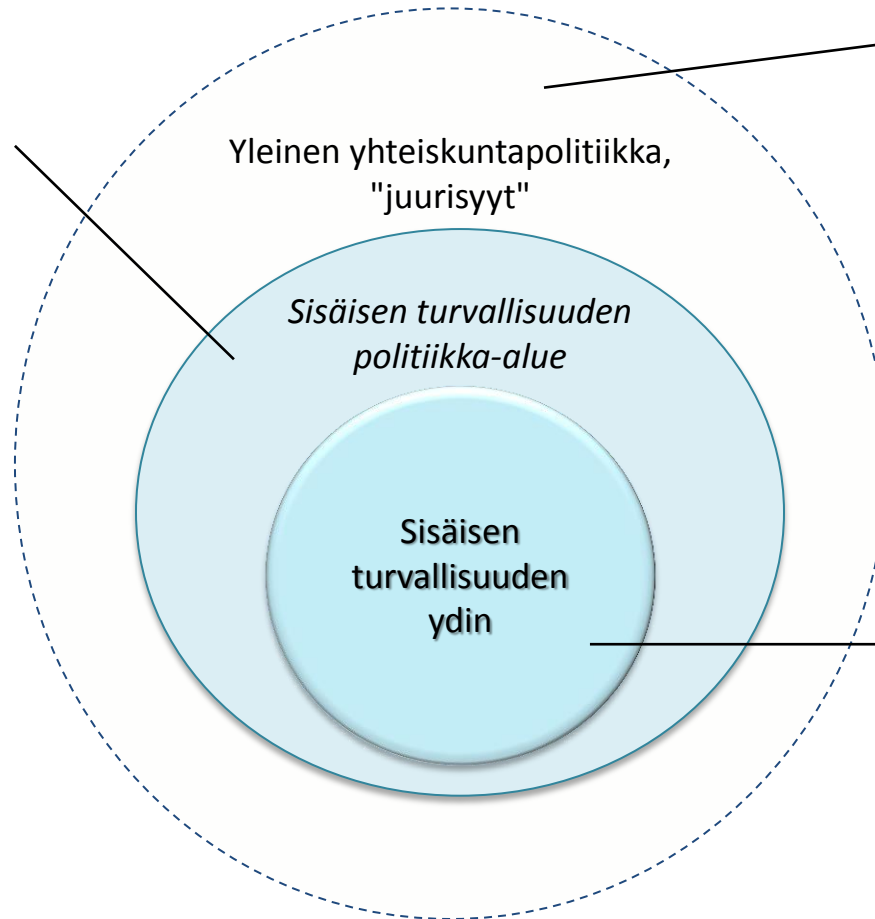 Yleinen yhteiskuntapolitiikka,
"juurisyyt"
Sisäisen turvallisuuden
politiikka-alue
Sisäisen
turvallisuuden
ydin